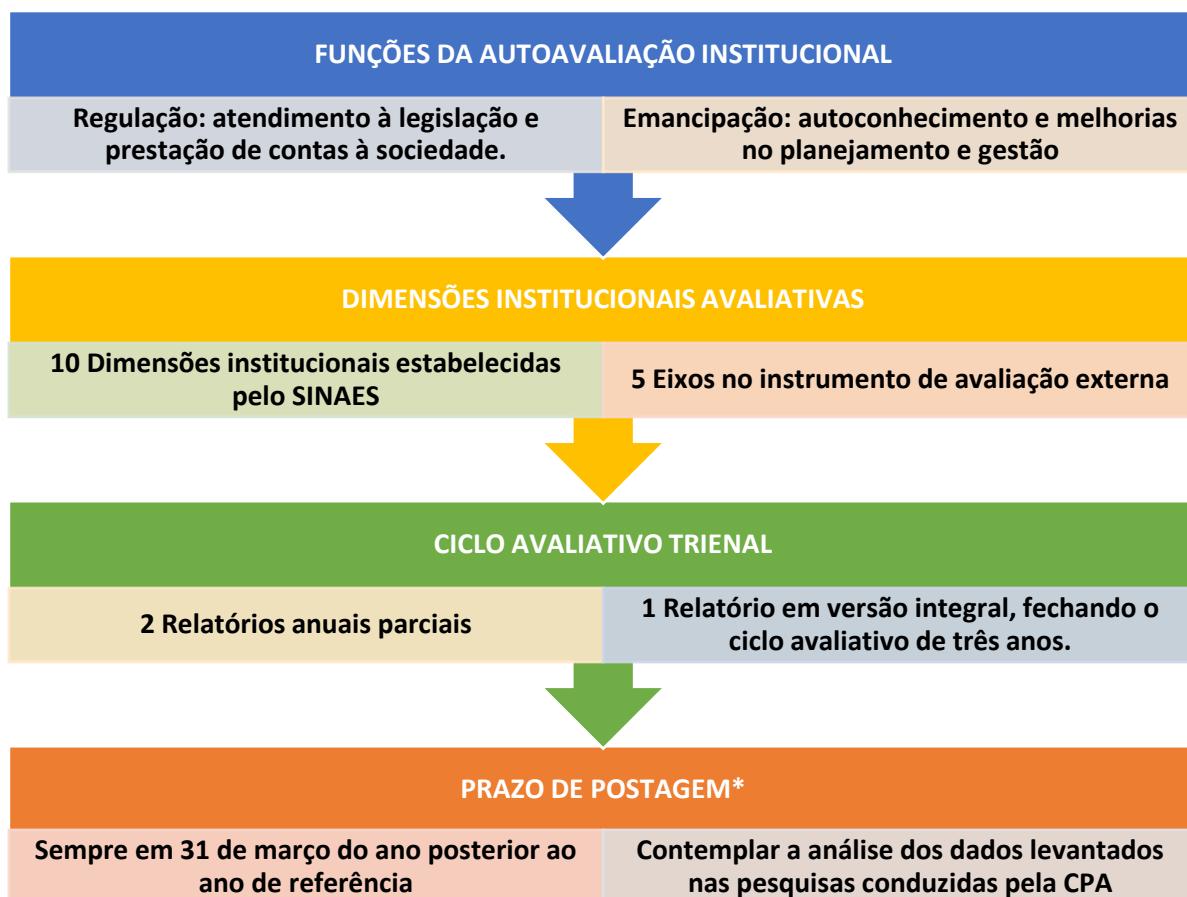 FUNÇÕES DA AUTOAVALIAÇÃO INSTITUCIONAL
Regulação: atendimento à legislação e
prestação de contas à sociedade.
Emancipação: autoconhecimento e melhorias
no planejamento e gestão
DIMENSÕES INSTITUCIONAIS AVALIATIVAS
10 Dimensões institucionais estabelecidas
pelo SINAES
5 Eixos no instrumento de avaliação externa
CICLO AVALIATIVO TRIENAL
2 Relatórios anuais parciais
1 Relatório em versão integral, fechando o
ciclo avaliativo de três anos.
PRAZO DE POSTAGEM*
Sempre em 31 de março do ano posterior ao
ano de referência
Contemplar a análise dos dados levantados
nas pesquisas conduzidas pela CPA